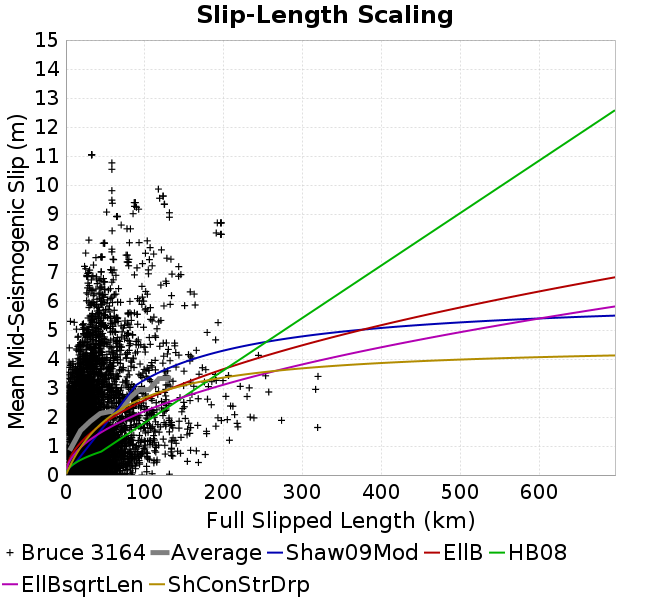 Slip-Length Scaling
15
14
13
12
11
10
9
8
7
6
5
4
3
2
1
0
Mean Mid-Seismogenic Slip (m)
0 100 200 300 400 500 600
Full Slipped Length (km)
Bruce 3164 Average Shaw09Mod EllB HB08
EllBsqrtLen ShConStrDrp